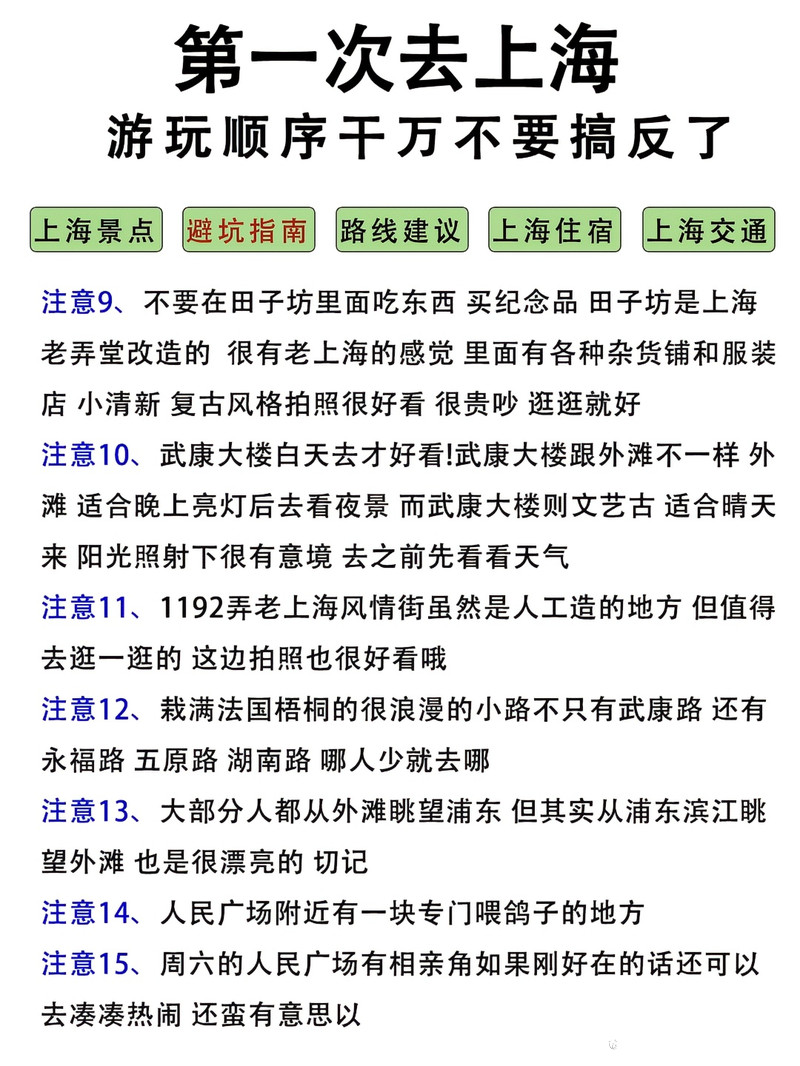 第一次去上海
游玩顺序千万不要搞反了
上海景点 避坑指南 路线建议 上海住宿 上海交通
注意9、不要在田子坊里面吃东西 买纪念品 田子坊是上海
老弄堂改造的 很有老上海的感觉 里面有各种杂货铺和服装
店 小清新 复古风格拍照很好看 很贵吵 逛逛就好
注意10、武康大楼白天去才好看!武康大楼跟外滩不一样 外
滩 适合晚上亮灯后去看夜景 而武康大楼则文艺古 适合晴天
来 阳光照射下很有意境 去之前先看看天气
注意11、1192弄老上海风情街虽然是人工造的地方 但值得
去逛一逛的 这边拍照也很好看哦
注意12、栽满法国梧桐的很浪漫的小路不只有武康路 还有
永福路 五原路 湖南路 哪人少就去哪
注意13、大部分人都从外滩眺望浦东 但其实从浦东滨江眺
望外滩 也是很漂亮的 切记
注意14、人民广场附近有一块专门喂鸽子的地方
注意15、周六的人民广场有相亲角如果刚好在的话还可以
去凑凑热闹 还蛮有意思以